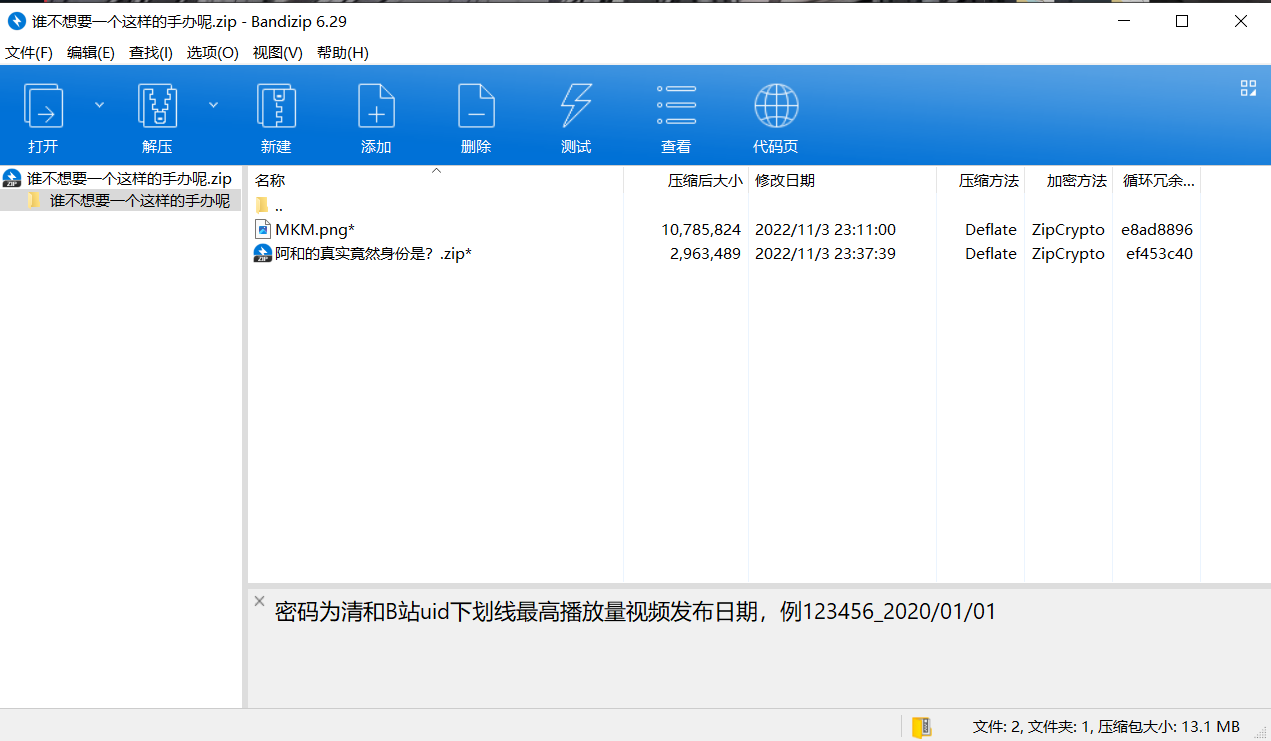 谁不想要一个这样的手办呢.zip - Bandizip 6.29
文件(F) 编辑(E) 查找(I) 选项(O) 视图(V) 帮助(H)
打开 解压 新建 添加 删除 测试 查看 代码页
谁不想要一个这样的手办呢.zip
谁不想要一个这样的手办呢
名称 压缩后大小 修改日期 压缩方法 加密方法 循环冗余...
..
MKM.png* 10,785,824 2022/11/3 23:11:00 Deflate ZipCrypto e8ad8896
阿和的真实竟然身份是？.zip* 2,963,489 2022/11/3 23:37:39 Deflate ZipCrypto ef453c40
密码为清和B站uid下划线最高播放量视频发布日期，例123456_2020/01/01
文件: 2, 文件夹: 1, 压缩包大小: 13.1 MB